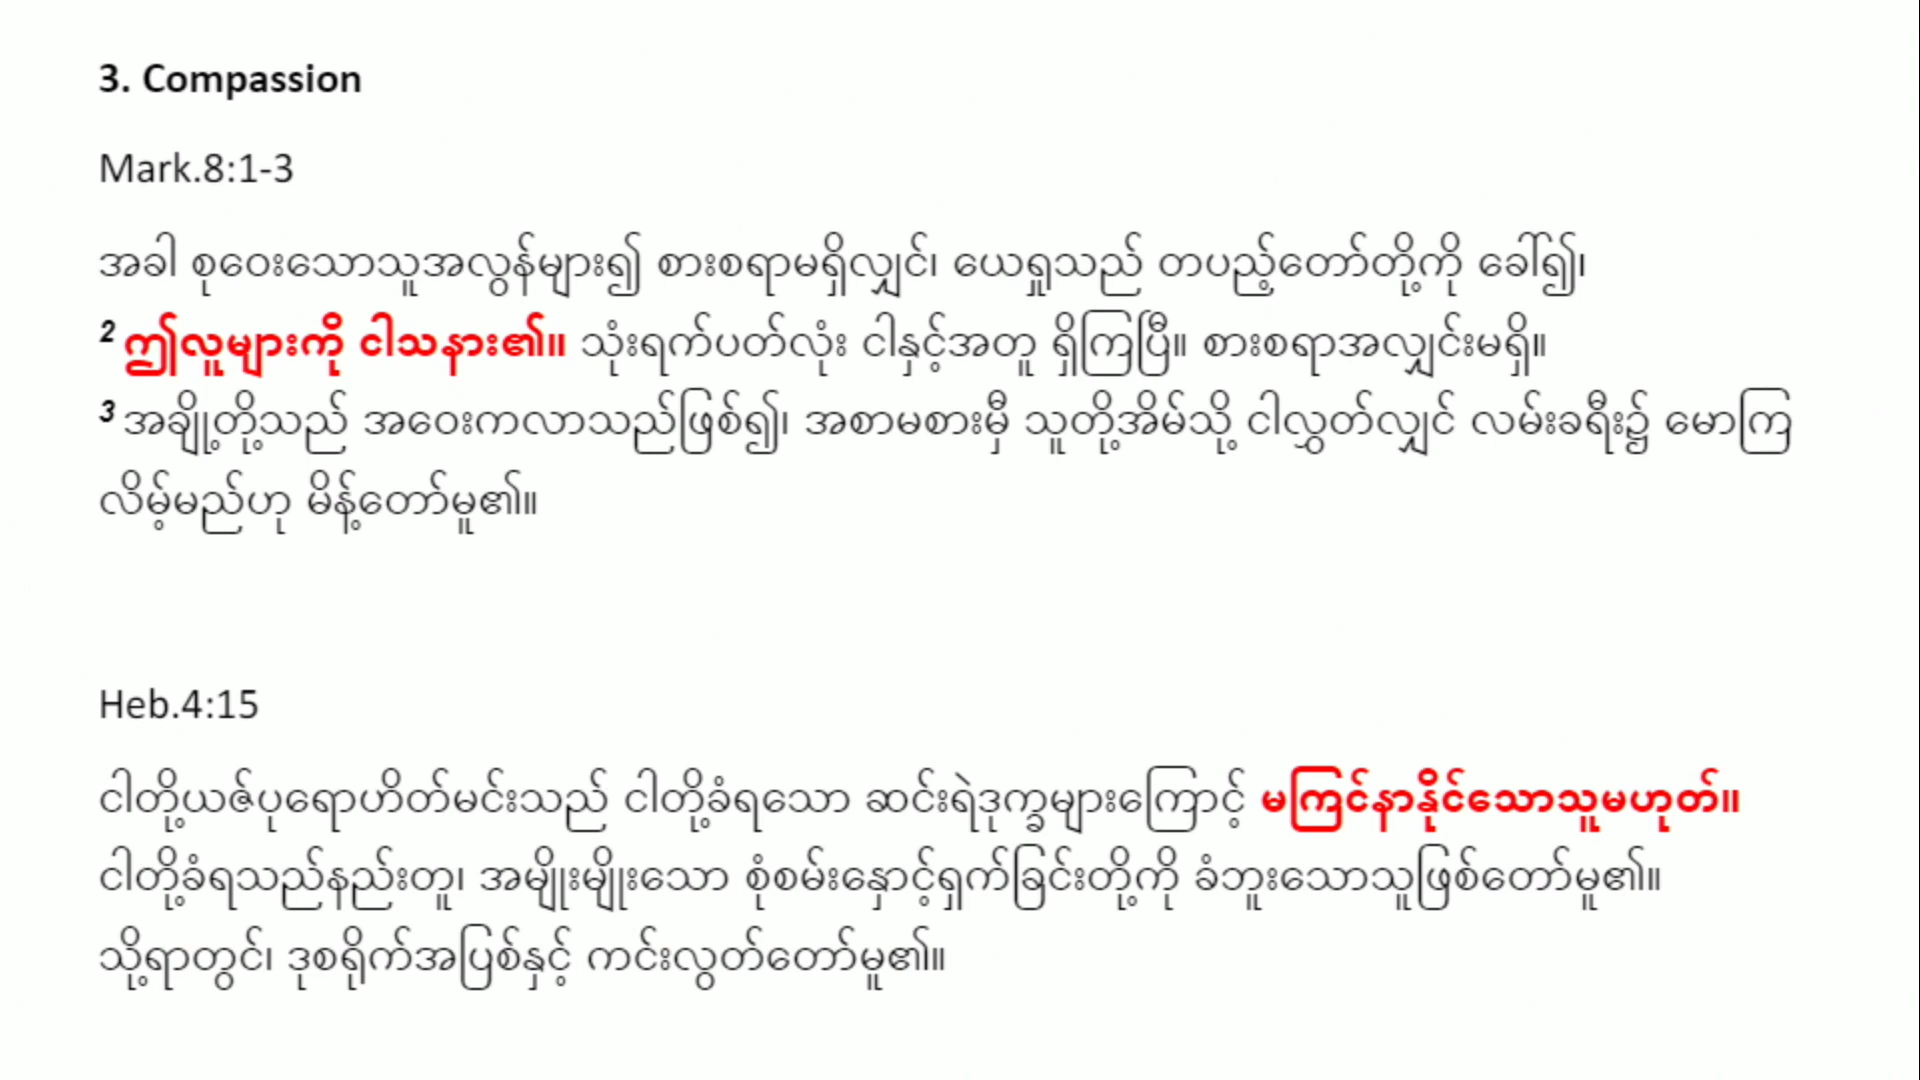 3. Compassion
Mark.8:1-3
အခါ စုဝေးသောသူအလွန်များ၍ စားစရာမရှိလျှင်၊ ယေရှုသည် တပည့်တော်တို့ကို ခေါ်၍၊
2 ဤလူများကို ငါသနား၏။ သုံးရက်ပတ်လုံး ငါနှင့်အတူ ရှိကြပြီ။ စားစရာအလျှင်းမရှိ။
3 အချို့တို့သည် အဝေးကလာသည်ဖြစ်၍၊ အစာမစားမှီ သူတို့အိမ်သို့ ငါလွှတ်လျှင် လမ်းခရီး၌ မောကြ
လိမ့်မည်ဟု မိန့်တော်မူ၏။
Heb.4:15
ငါတို့ယဇ်ပုရောဟိတ်မင်းသည် ငါတို့ခံရသော ဆင်းရဲဒုက္ခများကြောင့် မကြင်နာနိုင်သောသူမဟုတ်။
ငါတို့ခံရသည်နည်းတူ၊ အမျိုးမျိုးသော စုံစမ်းနှောင့်ရှက်ခြင်းတို့ကို ခံဘူးသောသူဖြစ်တော်မူ၏။
သို့ရာတွင်၊ ဒုစရိုက်အပြစ်နှင့် ကင်းလွတ်တော်မူ၏။